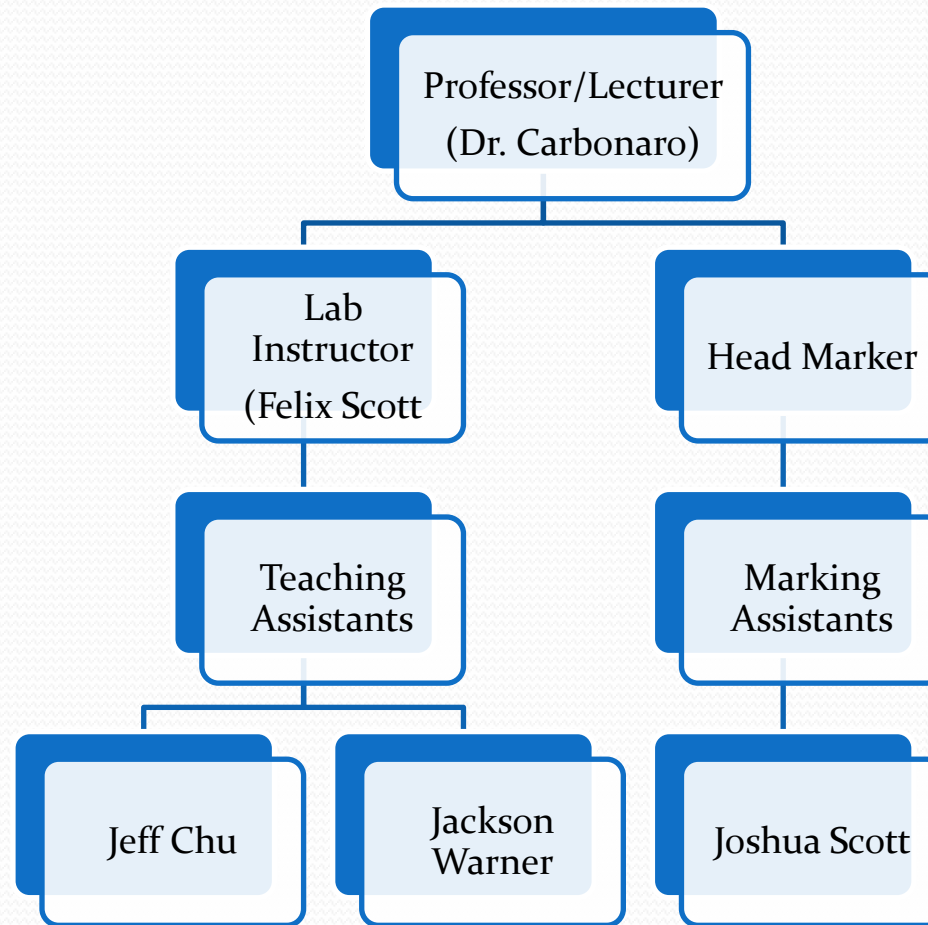 Professor/Lecturer
(Dr. Carbonaro)
Lab
Instructor
(Felix Scott
Head Marker
Teaching
Assistants
Marking
Assistants
Jeff Chu
Jackson
Warner
Joshua Scott